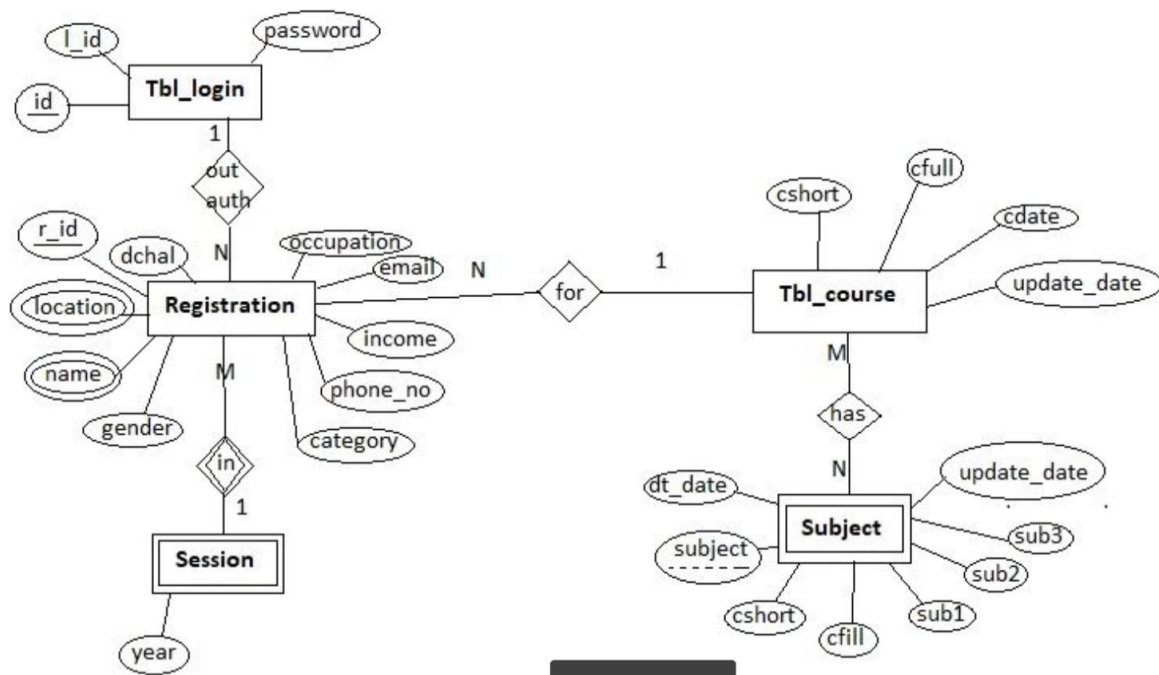 l_id
password
Tbl_login
id
1
out
auth
N
r_id
dchal
occupation
email
location
Registration
income
name
M
phone_no
gender
category
in
1
Session
year
N
for
1
cshort
cfull
cdate
Tbl_course
update_date
M
has
N
dt_date
update_date
Subject
subject
sub3
sub2
cshort
sub1
cfill